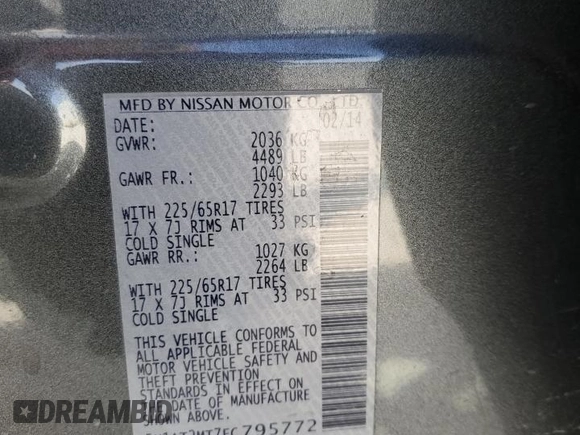 MFD BY NISSAN MOTOR CO., LTD.
DATE: 02/14
GVWR: 2036 KG
4489 LB
GAWR FR.: 1040 KG
2293 LB
WITH 225/65R17 TIRES
17 X 7J RIMS AT 33 PSI
COLD SINGLE
GAWR RR.: 1027 KG
2264 LB
WITH 225/65R17 TIRES
17 X 7J RIMS AT 33 PSI
COLD SINGLE
THIS VEHICLE CONFORMS TO
ALL APPLICABLE FEDERAL
MOTOR VEHICLE SAFETY AND
THEFT PREVENTION
STANDARDS IN EFFECT ON
DATE OF MANUFACTURE
SHOWN ABOVE.
795772
BIDCARS
AUCTION HISTORY